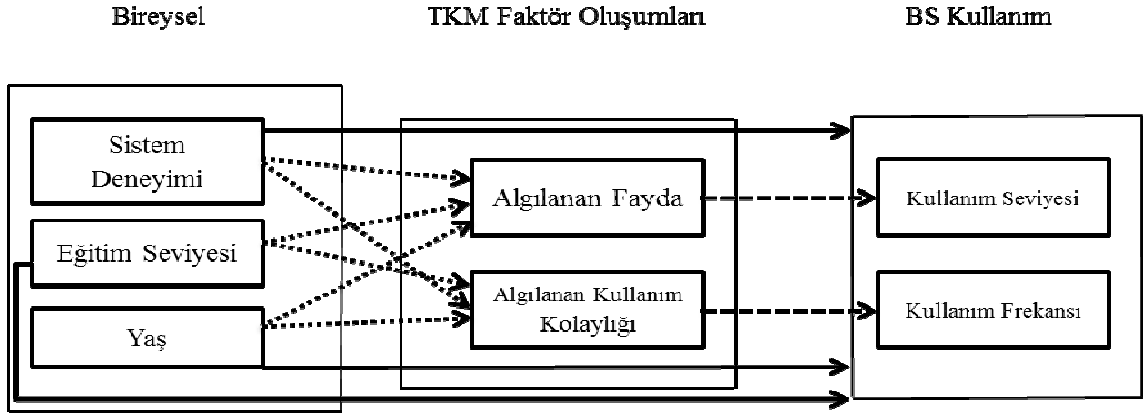 Bireysel
TKM Faktör Oluşumları
BS Kullanım
Sistem
Deneyimi
Eğitim Seviyesi
Yaş
Algılanan Fayda
Algılanan Kullanım
Kolaylığı
Kullanım Seviyesi
Kullanım Frekansı